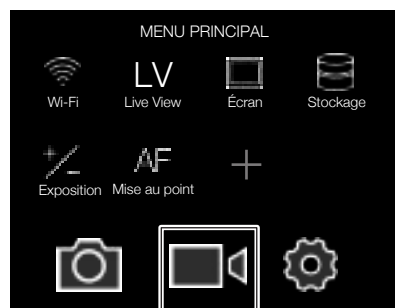 MENU PRINCIPAL
LV
Wi-Fi Live View Écran Stockage
+/- AF
Exposition Mise au point